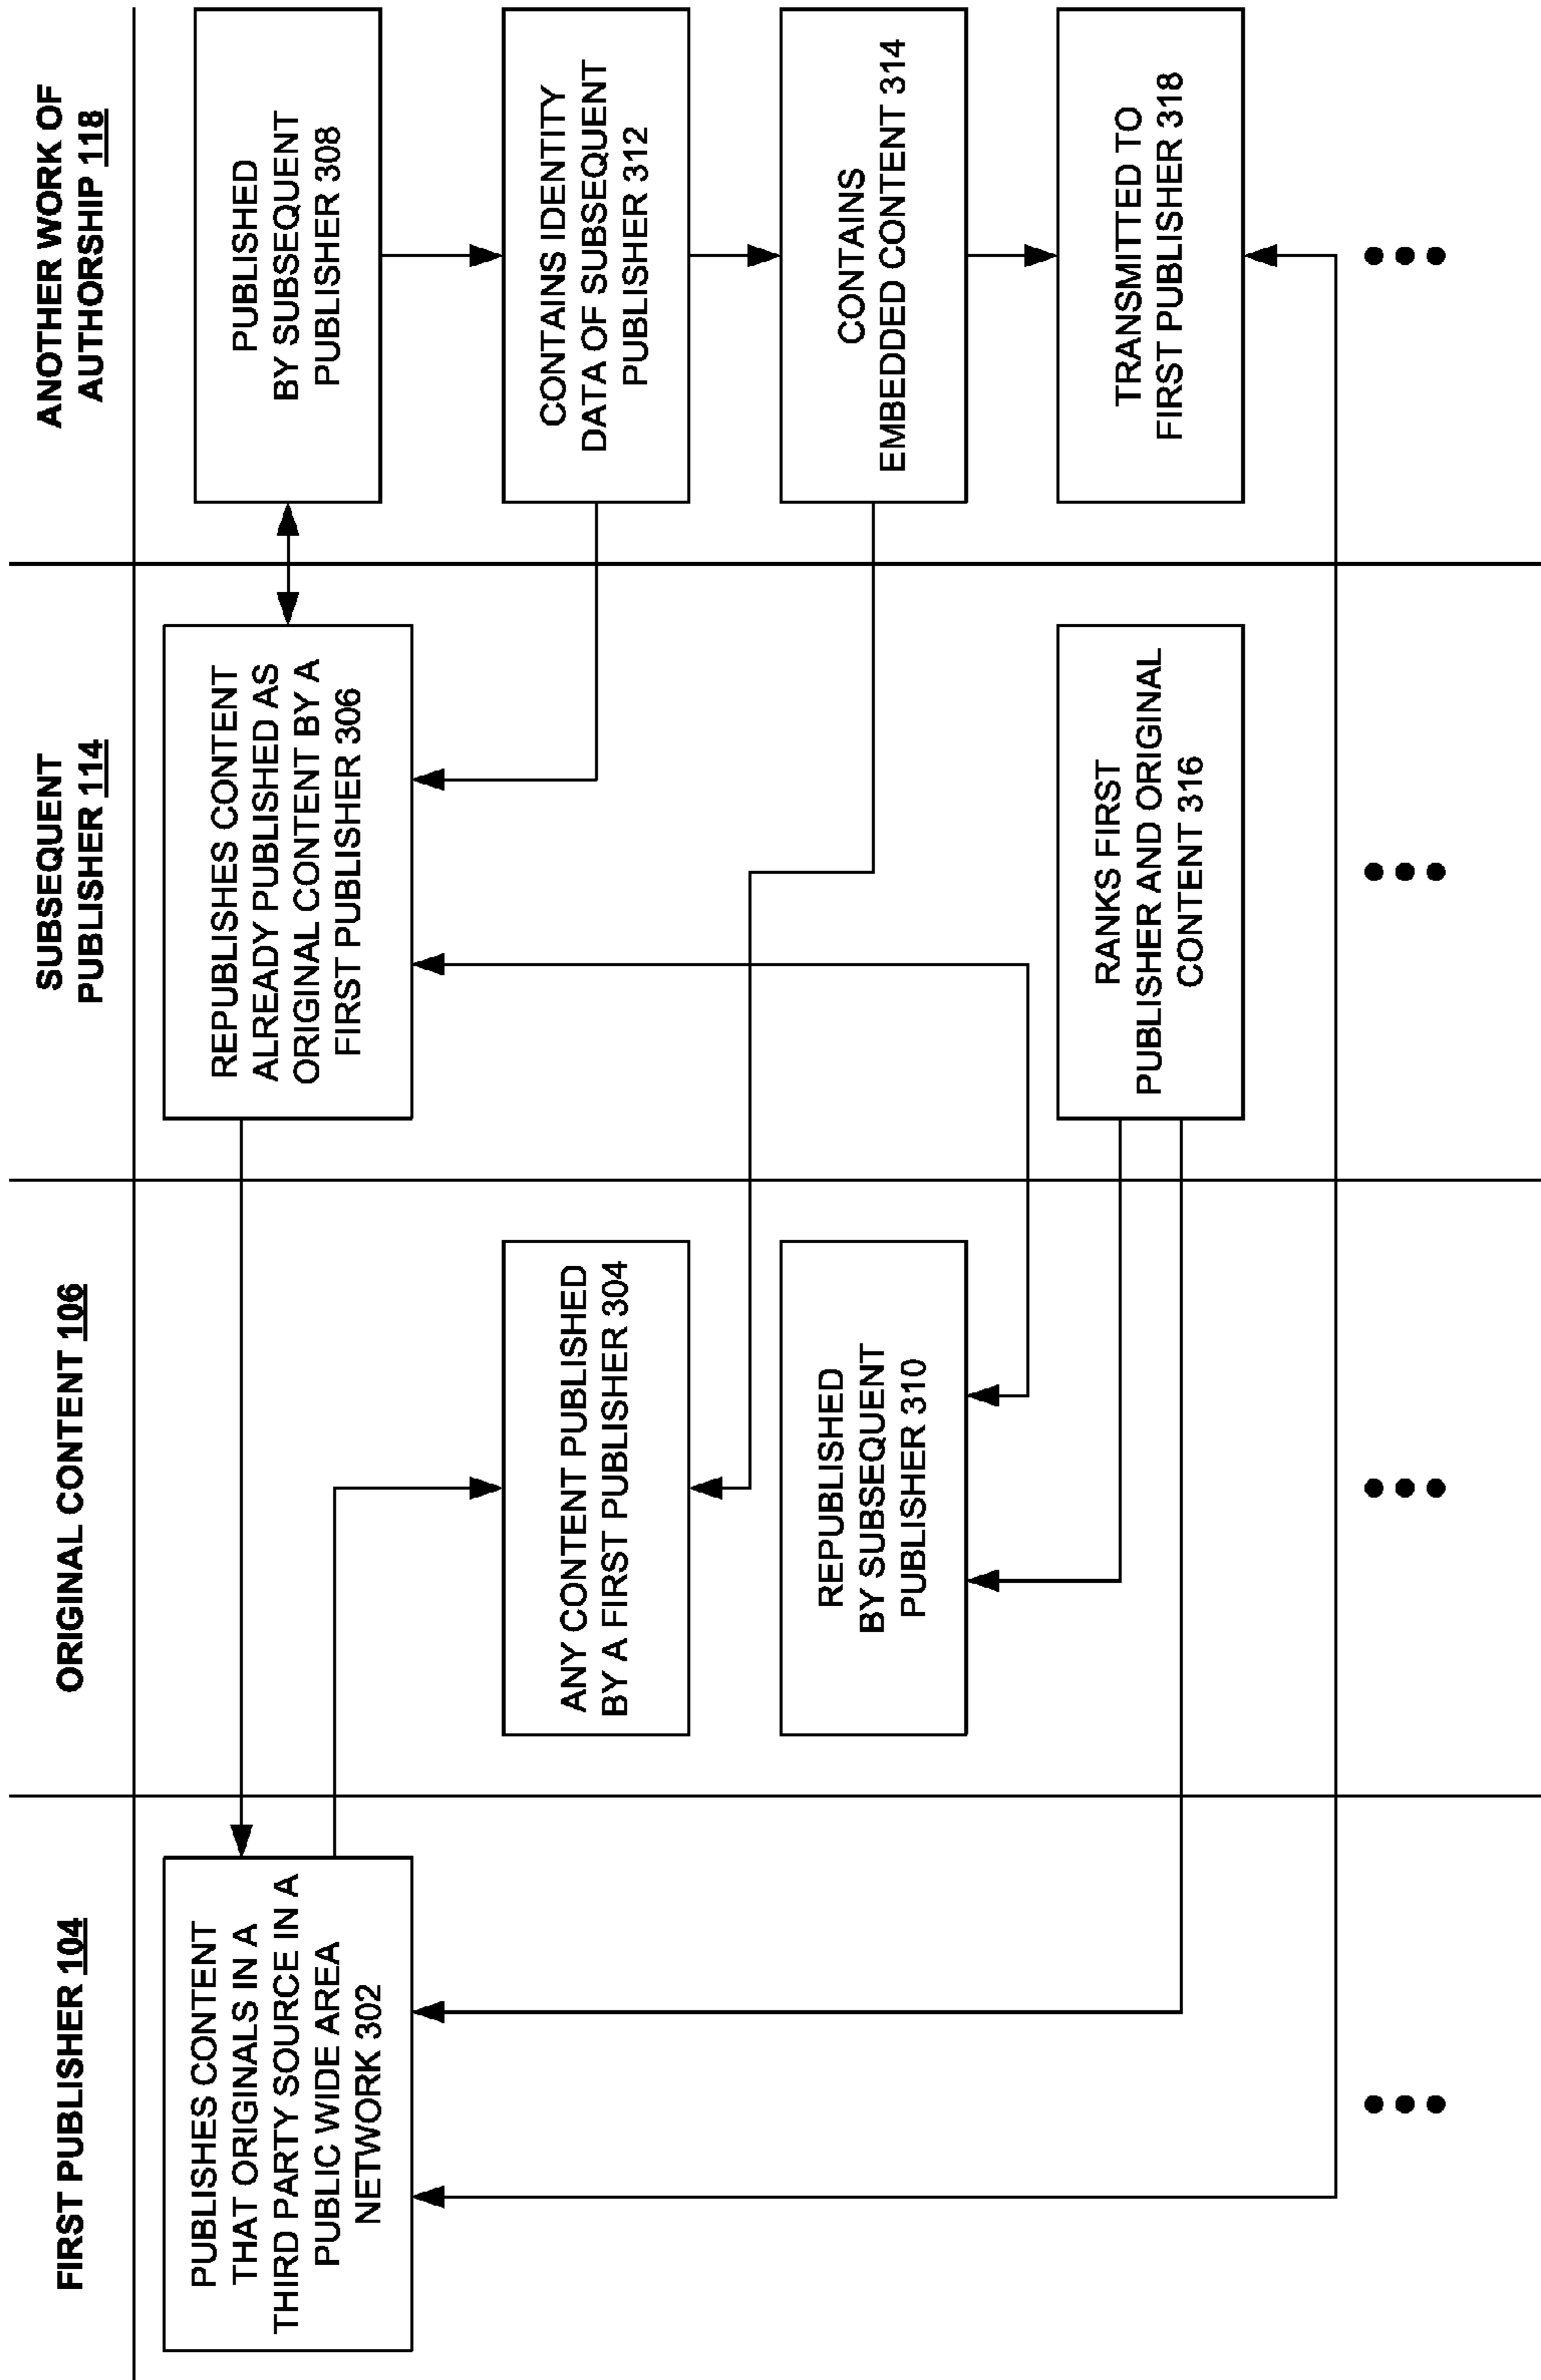 FIRST PUBLISHER 104
ORIGINAL CONTENT 106
SUBSEQUENT
PUBLISHER 114
ANOTHER WORK OF
AUTHORSHIP 118
PUBLISHES CONTENT
THAT ORIGINALS IN A
THIRD PARTY SOURCE IN A
PUBLIC WIDE AREA
NETWORK 302
ANY CONTENT PUBLISHED
BY A FIRST PUBLISHER 304
REPUBLISHED
BY SUBSEQUENT
PUBLISHER 310
REPUBLISHES CONTENT
ALREADY PUBLISHED AS
ORIGINAL CONTENT BY A
FIRST PUBLISHER 306
RANKS FIRST
PUBLISHER AND ORIGINAL
CONTENT 316
PUBLISHED
BY SUBSEQUENT
PUBLISHER 308
CONTAINS IDENTITY
DATA OF SUBSEQUENT
PUBLISHER 312
CONTAINS
EMBEDDED CONTENT 314
TRANSMITTED TO
FIRST PUBLISHER 318